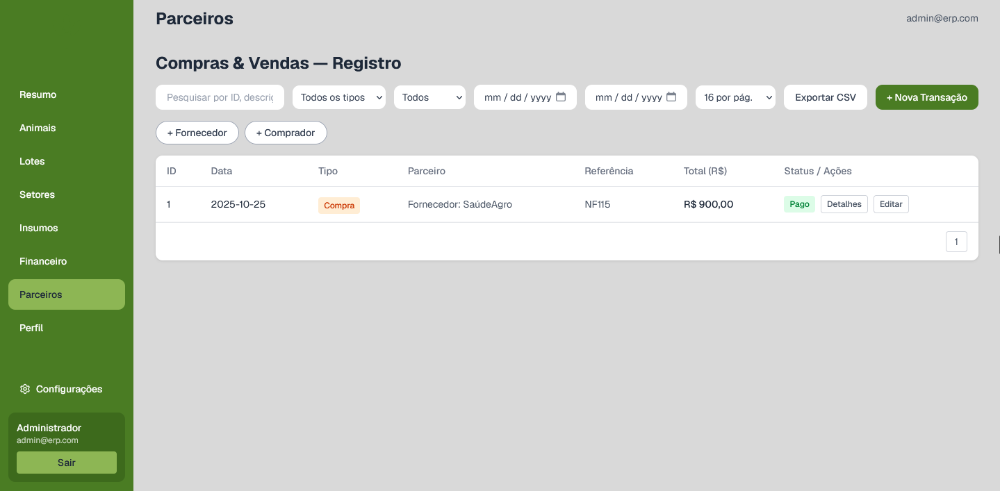 Parceiros
admin@erp.com
Resumo
Animais
Lotes
Setores
Insumos
Financeiro
Parceiros
Perfil
Configurações
Administrador
admin@erp.com
Sair
Compras & Vendas — Registro
Pesquisar por ID, descriç Todos os tipos Todos mm / dd / yyyy mm / dd / yyyy 16 por pág. Exportar CSV + Nova Transação
+ Fornecedor + Comprador
ID Data Tipo Parceiro Referência Total (R$) Status / Ações
1 2025-10-25 Compra Fornecedor: SaúdeAgro NF115 R$ 900,00 Pago Detalhes Editar
1